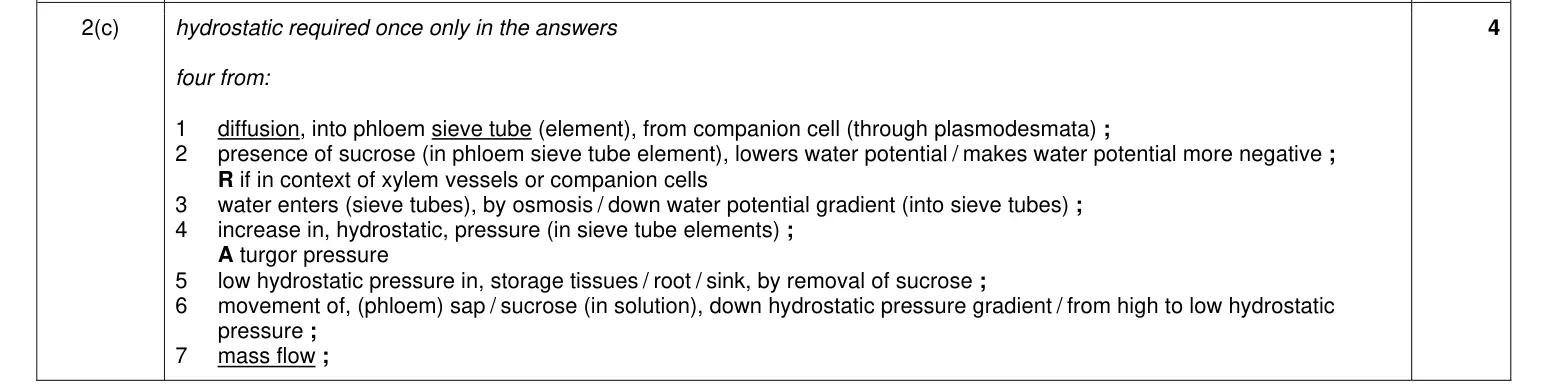 2(c) hydrostatic required once only in the answers 4
four from:
1 diffusion, into phloem sieve tube (element), from companion cell (through plasmodesmata) ;
2 presence of sucrose (in phloem sieve tube element), lowers water potential / makes water potential more negative ;
R if in context of xylem vessels or companion cells
3 water enters (sieve tubes), by osmosis / down water potential gradient (into sieve tubes) ;
4 increase in, hydrostatic, pressure (in sieve tube elements) ;
A turgor pressure
5 low hydrostatic pressure in, storage tissues / root / sink, by removal of sucrose ;
6 movement of, (phloem) sap / sucrose (in solution), down hydrostatic pressure gradient / from high to low hydrostatic
pressure ;
7 mass flow ;